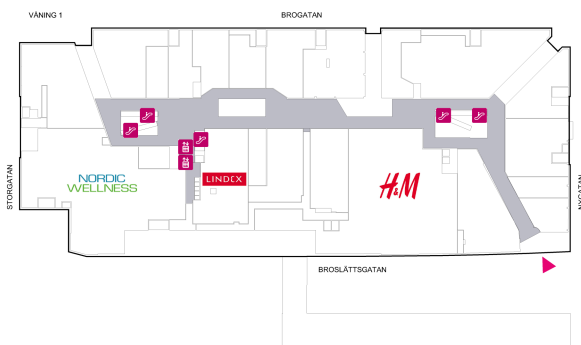 VÅNING 1
BROGATAN
STORGATAN
NORDIC
WELLNESS
LINDEX
H&M
NYGATAN
BROSLÄTTSGATAN